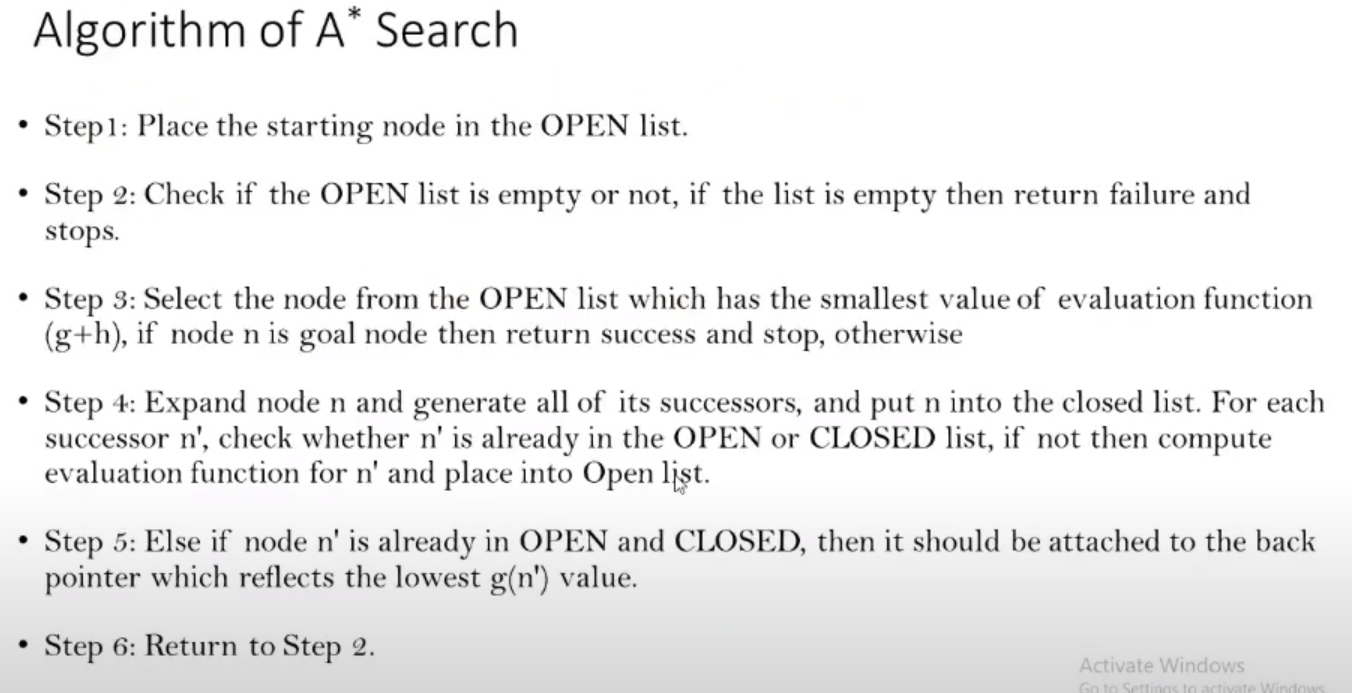 Algorithm of A* Search
• Step1: Place the starting node in the OPEN list.
• Step 2: Check if the OPEN list is empty or not, if the list is empty then return failure and
stops.
• Step 3: Select the node from the OPEN list which has the smallest value of evaluation function
(g+h), if node n is goal node then return success and stop, otherwise
• Step 4: Expand node n and generate all of its successors, and put n into the closed list. For each
successor n', check whether n' is already in the OPEN or CLOSED list, if not then compute
evaluation function for n' and place into Open list.
• Step 5: Else if node n' is already in OPEN and CLOSED, then it should be attached to the back
pointer which reflects the lowest g(n') value.
• Step 6: Return to Step 2.
Activate Windows
Go to Settings to activate Windows.